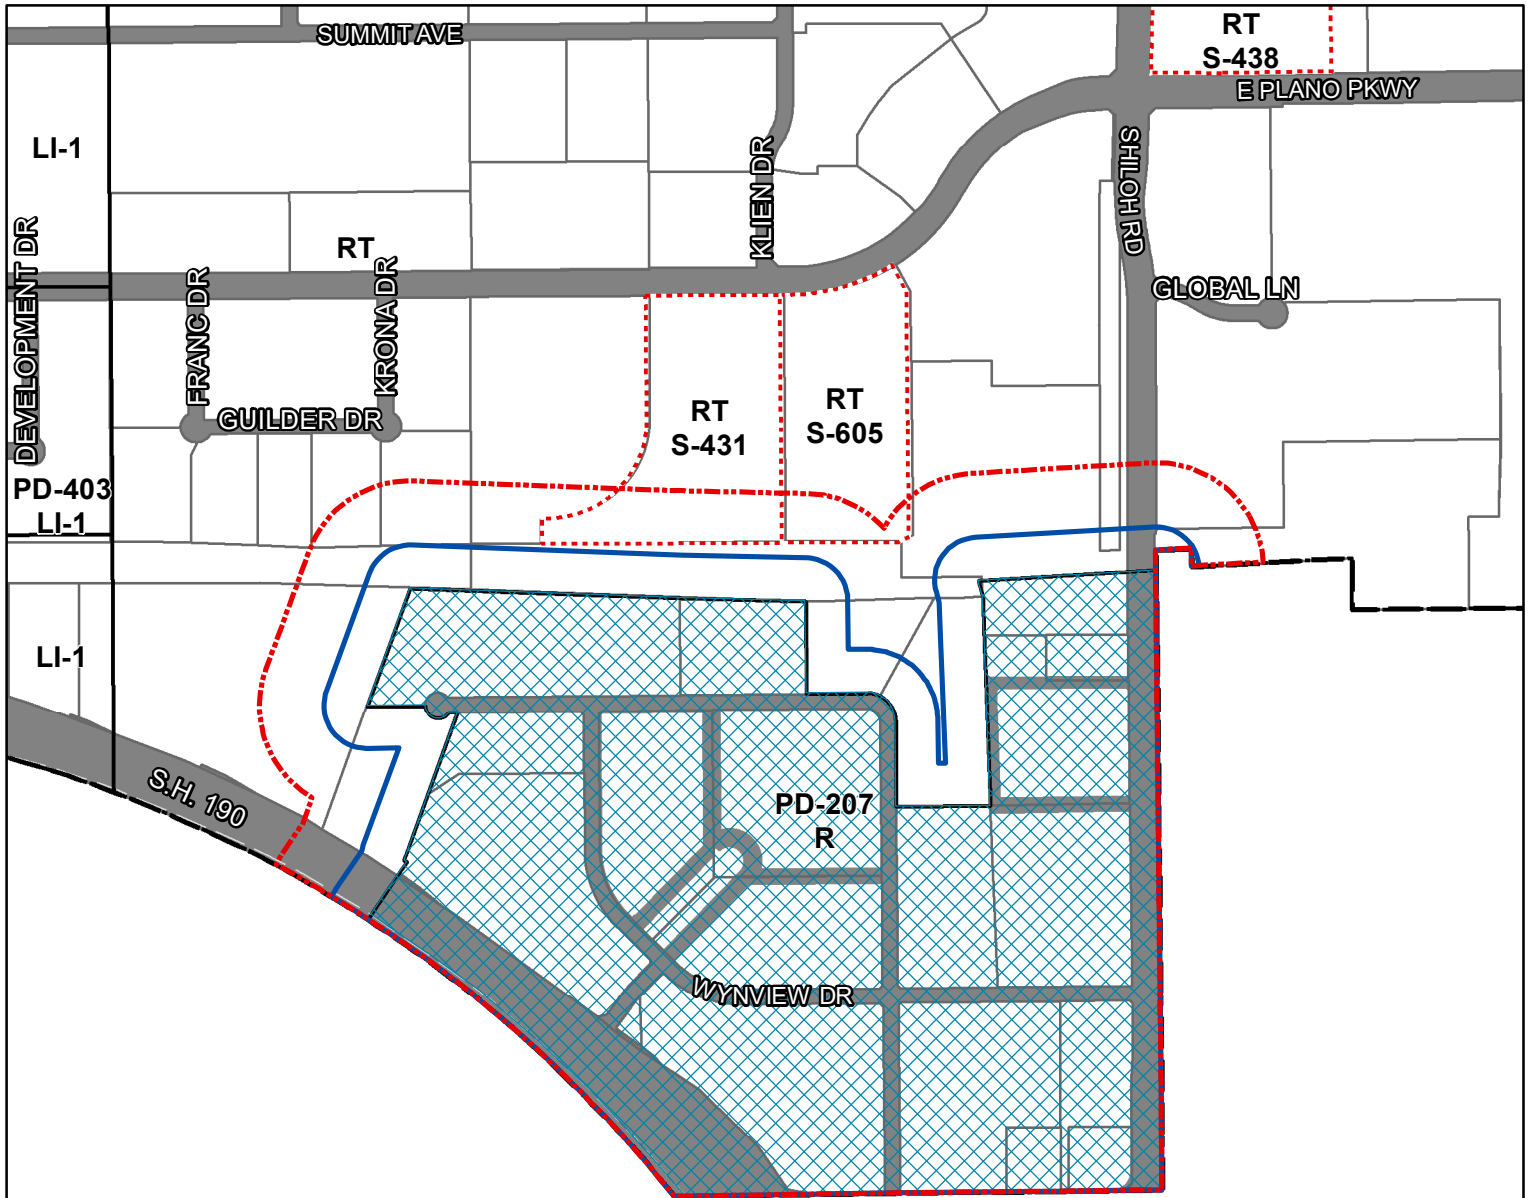 SUMMIT AVE
RT
S-438
E PLANO PKWY
LI-1
KLIEN DR
SHILOH RD
DEVELOPMENT DR
RT
FRANC DR
KRONA DR
GLOBAL LN
GUILDER DR
RT
S-431
RT
S-605
PD-403
LI-1
LI-1
S.H. 190
PD-207
R
WYNVIEW DR